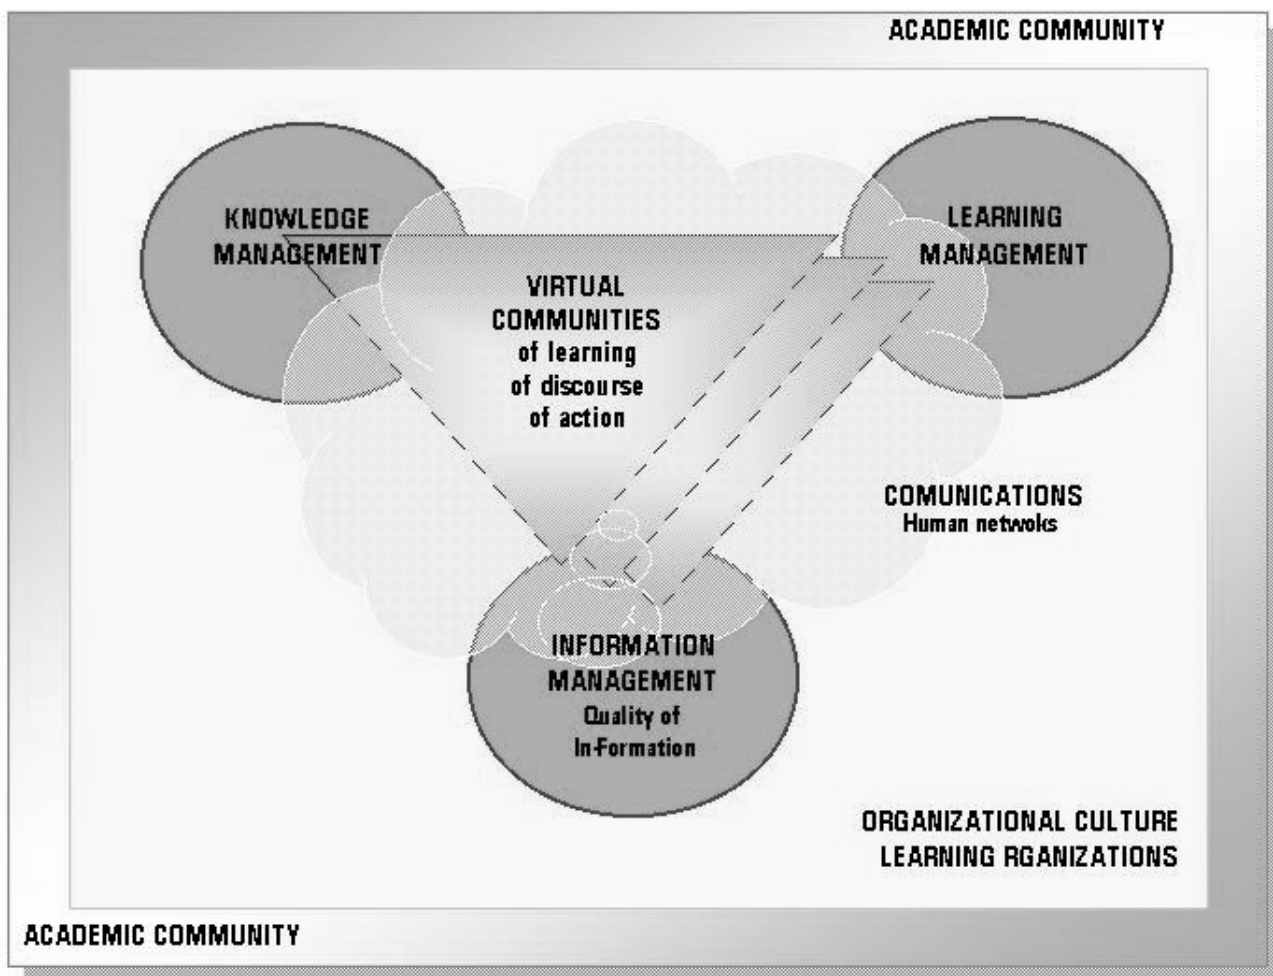 ACADEMIC COMMUNITY
KNOWLEDGE
MANAGEMENT
LEARNING
MANAGEMENT
VIRTUAL
COMMUNITIES
of learning
of discourse
of action
COMUNICATIONS
Human netwoks
INFORMATION
MANAGEMENT
Quality of
In-Formation
ORGANIZATIONAL CULTURE
LEARNING RGANIZATIONS
ACADEMIC COMMUNITY